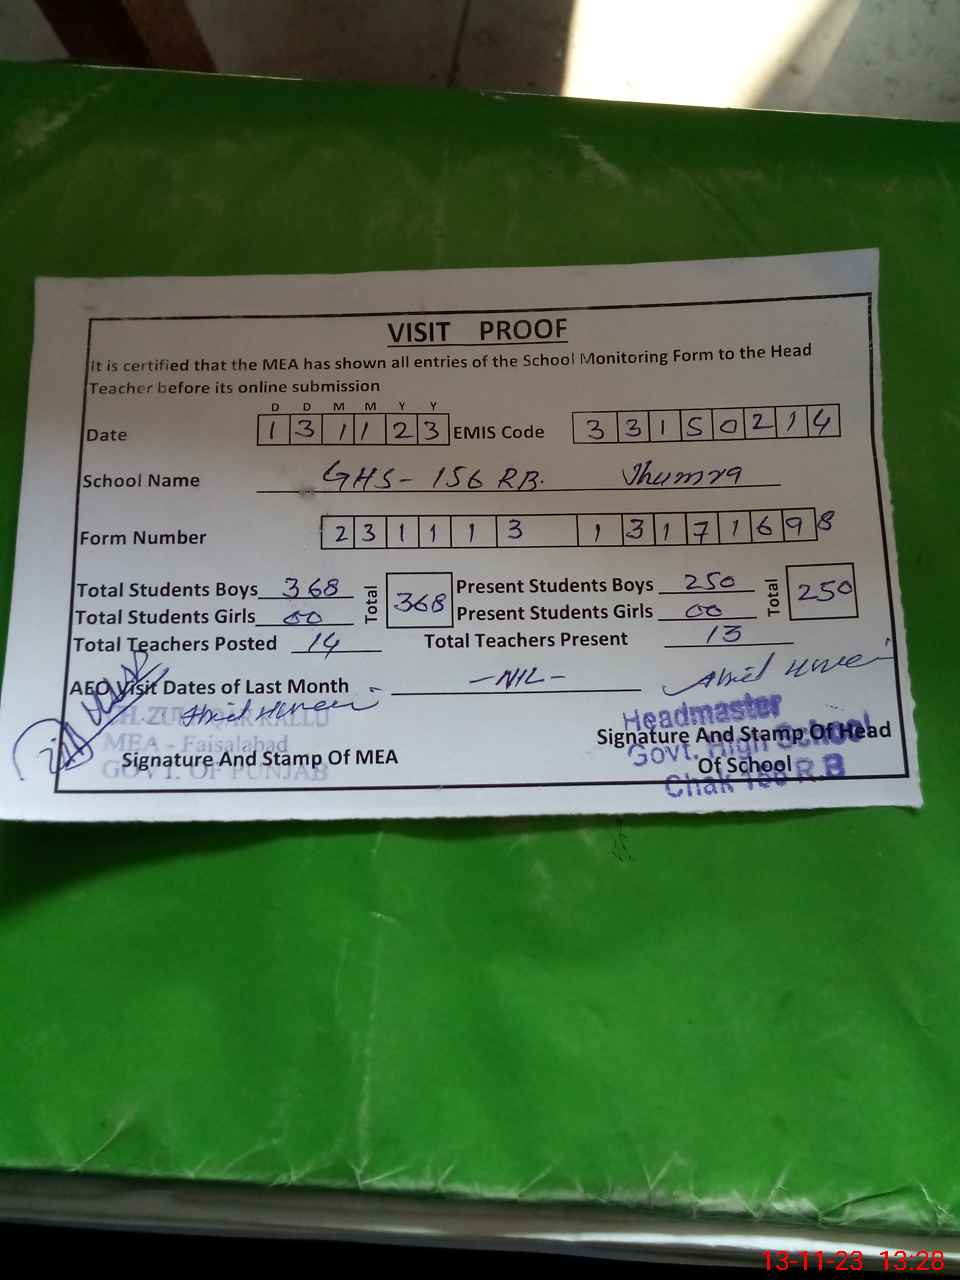 VISIT PROOF
It is certified that the MEA has shown all entries of the School Monitoring Form to the Head
Teacher before its online submission
D D M M Y Y
Date 1 3 1 1 2 3 EMIS Code 3 3 1 5 0 2 1 4
School Name GHS - 156 RB. Jhumra
Form Number 2 3 1 1 1 3 1 3 1 7 1 6 9 8
Total Students Boys 368 Total 368 Present Students Boys 250 Total 250
Total Students Girls 00 Present Students Girls 00
Total Teachers Posted 14 Total Teachers Present 13
AEO Visit Dates of Last Month - NIL -
MEA - Faisalabad
GOVT. OF PUNJAB
Signature And Stamp Of MEA
Headmaster
Signature And Stamp Of Head
Govt. High School
Of School
Chak R.B
13-11-23 13:28